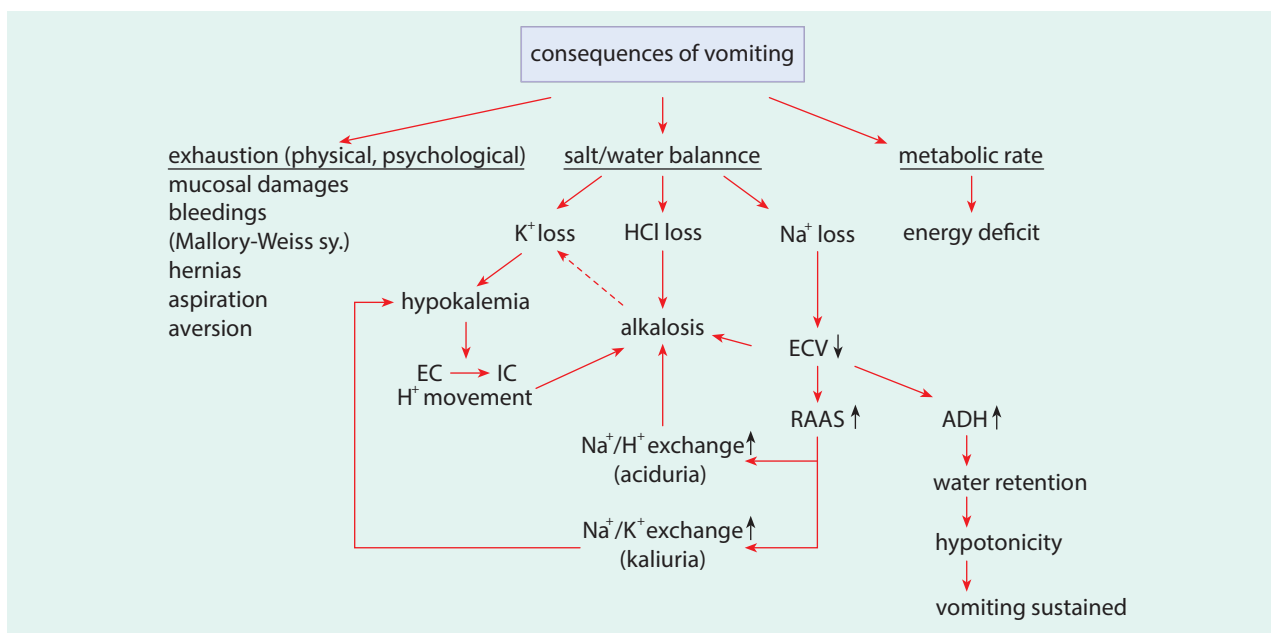 consequences of vomiting
exhaustion (physical, psychological)
mucosal damages
bleedings
(Mallory-Weiss sy.)
hernias
aspiration
aversion
salt/water balannce
metabolic rate
K⁺ loss
HCl loss
Na⁺ loss
energy deficit
hypokalemia
alkalosis
ECV ↓
EC → IC
H⁺ movement
RAAS ↑
ADH ↑
Na⁺/H⁺ exchange ↑
(aciduria)
water retention
Na⁺/K⁺ exchange ↑
(kaliuria)
hypotonicity
vomiting sustained